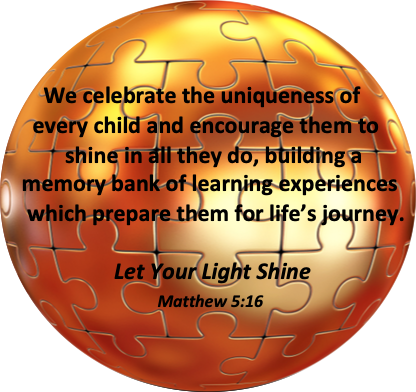 We celebrate the uniqueness of
every child and encourage them to
shine in all they do, building a
memory bank of learning experiences
which prepare them for life’s journey.
Let Your Light Shine
Matthew 5:16